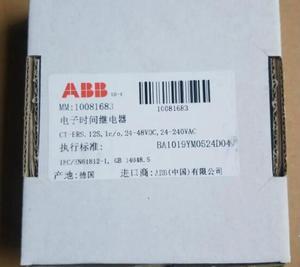 ABB
MM:10081683
10081683
电子时间继电器
CT-ERS.12S,1c/o,24-48VDC,24-240VAC
执行标准: BA1019YM0524D04
IEC/EN61812-1, GB 14048.5
产地:德国 进口商:ABB(中国)有限公司